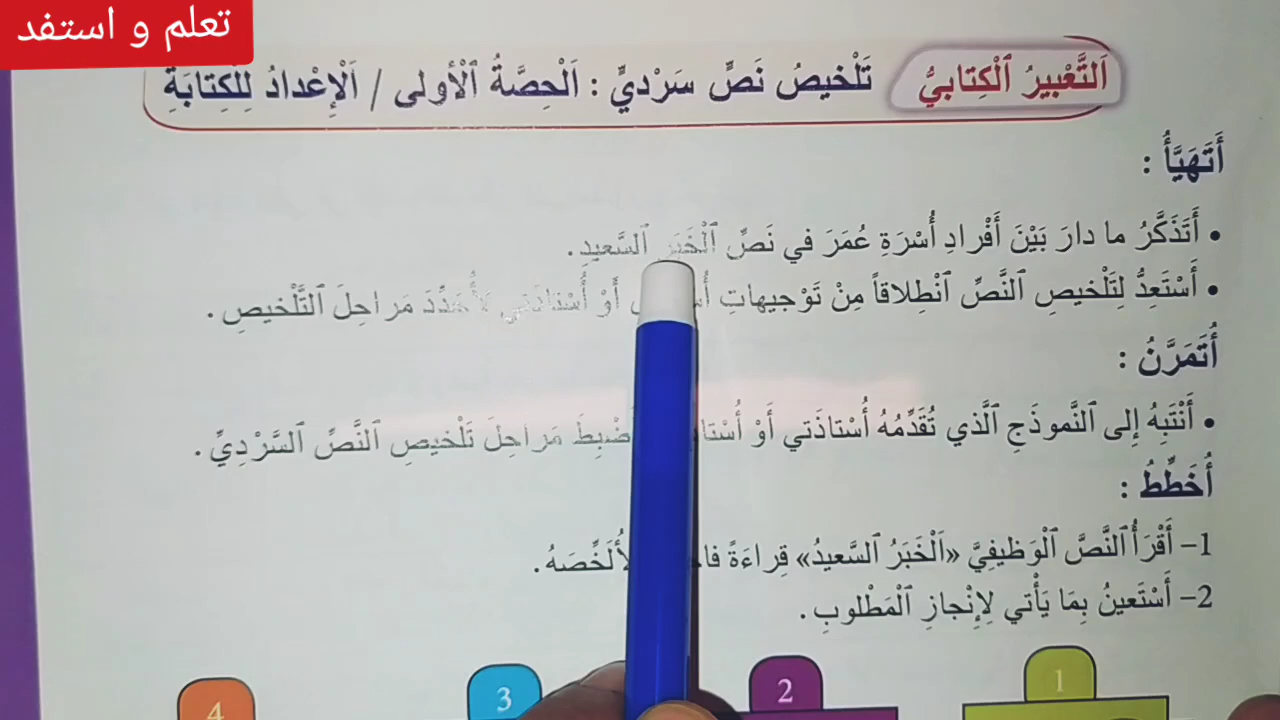 تعلم و استفد
اَلتَّعْبيرُ ٱلْكِتابيُّ تَلْخيصُ نَصٍّ سَرْديٍّ : اَلْحِصَّةُ ٱلْأولى / اَلْإِعْدادُ لِلْكِتابَةِ
أَتَهَيَّأُ :
• أَتَذَكَّرُ ما دارَ بَيْنَ أَفْرادِ أُسْرَةِ عُمَرَ في نَصِّ ٱلْخَبَرِ ٱلسَّعيدِ .
• أَسْتَعِدُّ لِتَلْخيصِ ٱلنَّصِّ ٱنْطِلاقاً مِنْ تَوْجيهاتِ أَوْ أُسْتاذَتي لِأُحَدِّدَ مَراحِلَ ٱلتَّلْخيصِ .
أُتَمَرَّنُ :
• أَنْتَبِهُ إِلى ٱلنَّموذَجِ ٱلَّذي تُقَدِّمُهُ أُسْتاذَتي أَوْ مَراحِلَ تَلْخيصِ ٱلنَّصِّ ٱلسَّرْدِيِّ .
أُخَطِّطُ :
1- أَقْرَأُ ٱلنَّصَّ ٱلْوَظيفِيَّ «اَلْخَبَرُ ٱلسَّعيدُ» قِراءَةً لِأُلَخِّصَهُ .
2- أَسْتَعينُ بِمَا يَأْتي لِإِنْجازِ ٱلْمَطْلوبِ .
1 2 3 4